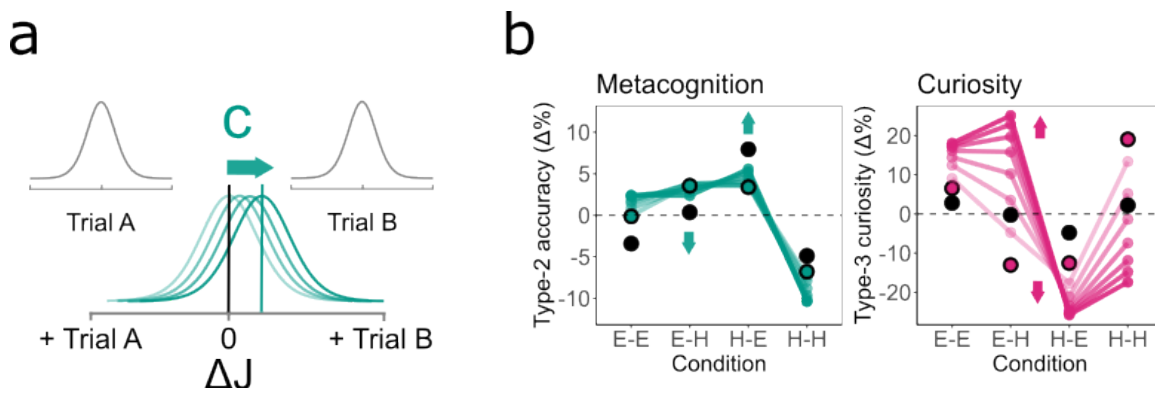 a
C
Trial A
Trial B
+ Trial A
0
+ Trial B
ΔJ
b
Metacognition
Type-2 accuracy (Δ%)
10
5
0
-5
-10
E-E
E-H
H-E
H-H
Condition
Curiosity
Type-3 curiosity (Δ%)
20
10
0
-10
-20
E-E
E-H
H-E
H-H
Condition